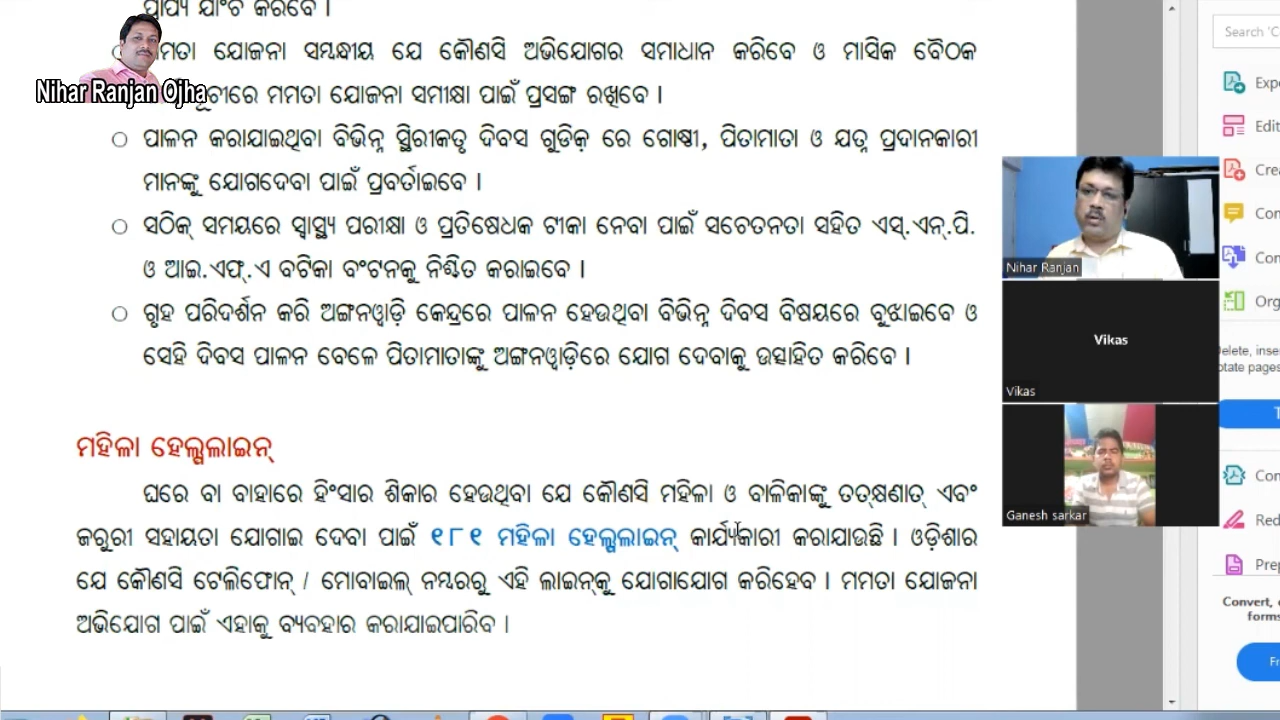 ପ୍ରାପ୍ୟ ଯାଂଚ କରିବେ ।
ମମତା ଯୋଜନା ସମ୍ବନ୍ଧୀୟ ଯେ କୌଣସି ଅଭିଯୋଗର ସମାଧାନ କରିବେ ଓ ମାସିକ ବୈଠକ
ମମତା ଯୋଜନା ସମୀକ୍ଷା ପାଇଁ ପ୍ରସଙ୍ଗ ରଖିବେ ।
Nihar Ranjan Ojha
ପାଳନ କରାଯାଇଥିବା ବିଭିନ୍ନ ସ୍ଥିରୀକୃତ ଦିବସ ଗୁଡିକ଼ ରେ ଗୋଷ୍ଠୀ, ପିତାମାତା ଓ ଯତ୍ନ ପ୍ରଦାନକାରୀ
ମାନଙ୍କୁ ଯୋଗଦେବା ପାଇଁ ପ୍ରବର୍ତାଇବେ ।
ସଠିକ୍ ସମୟରେ ସ୍ୱାସ୍ଥ୍ୟ ପରୀକ୍ଷା ଓ ପ୍ରତିଷେଧକ ଟୀକା ନେବା ପାଇଁ ସଚେତନତା ସହିତ ଏସ୍.ଏନ୍.ପି.
ଓ ଆଇ.ଏଫ୍.ଏ ବଟିକା ବଂଟନକୁ ନିଶ୍ଚିତ କରାଇବେ ।
ଗୃହ ପରିଦର୍ଶନ କରି ଅଙ୍ଗନୱାଡ଼ି କେନ୍ଦ୍ରରେ ପାଳନ ହେଉଥିବା ବିଭିନ୍ନ ଦିବସ ବିଷୟରେ ବୁଝାଇବେ ଓ
ସେହି ଦିବସ ପାଳନ ବେଳେ ପିତାମାତାଙ୍କୁ ଅଙ୍ଗନୱାଡ଼ିରେ ଯୋଗ ଦେବାକୁ ଉତ୍ସାହିତ କରିବେ ।
ମହିଳା ହେଲ୍ପଲାଇନ୍
ଘରେ ବା ବାହାରେ ହିଂସାର ଶିକାର ହେଉଥିବା ଯେ କୌଣସି ମହିଳା ଓ ବାଳିକାଙ୍କୁ ତତ୍‌କ୍ଷଣାତ୍ ଏବଂ
ଜରୁରୀ ସହାୟତା ଯୋଗାଇ ଦେବା ପାଇଁ ୧୮୧ ମହିଳା ହେଲ୍ପଲାଇନ୍ କାର୍ଯ୍ୟକାରୀ କରାଯାଉଛି । ଓଡ଼ିଶାର
ଯେ କୌଣସି ଟେଲିଫୋନ୍ / ମୋବାଇଲ୍ ନମ୍ବରରୁ ଏହି ଲାଇନ୍‌କୁ ଯୋଗାଯୋଗ କରିହେବ । ମମତା ଯୋଜନା
ଅଭିଯୋଗ ପାଇଁ ଏହାକୁ ବ୍ୟବହାର କରାଯାଇପାରିବ ।
Nihar Ranjan
Vikas
Vikas
Ganesh sarkar
Search 'C
Expo
Edit
Crea
Com
Con
Org
Delete, inse
otate pages
Con
Red
Prep
Convert, e
forms